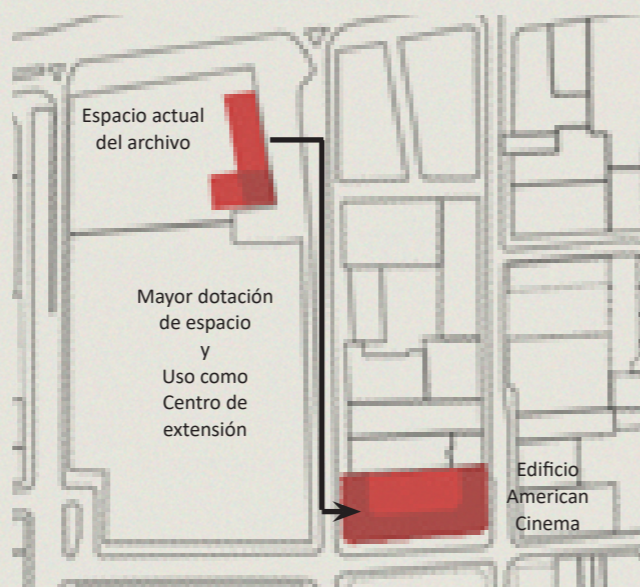 Espacio actual
del archivo
Mayor dotación
de espacio
y
Uso como
Centro de
extensión
Edificio
American
Cinema